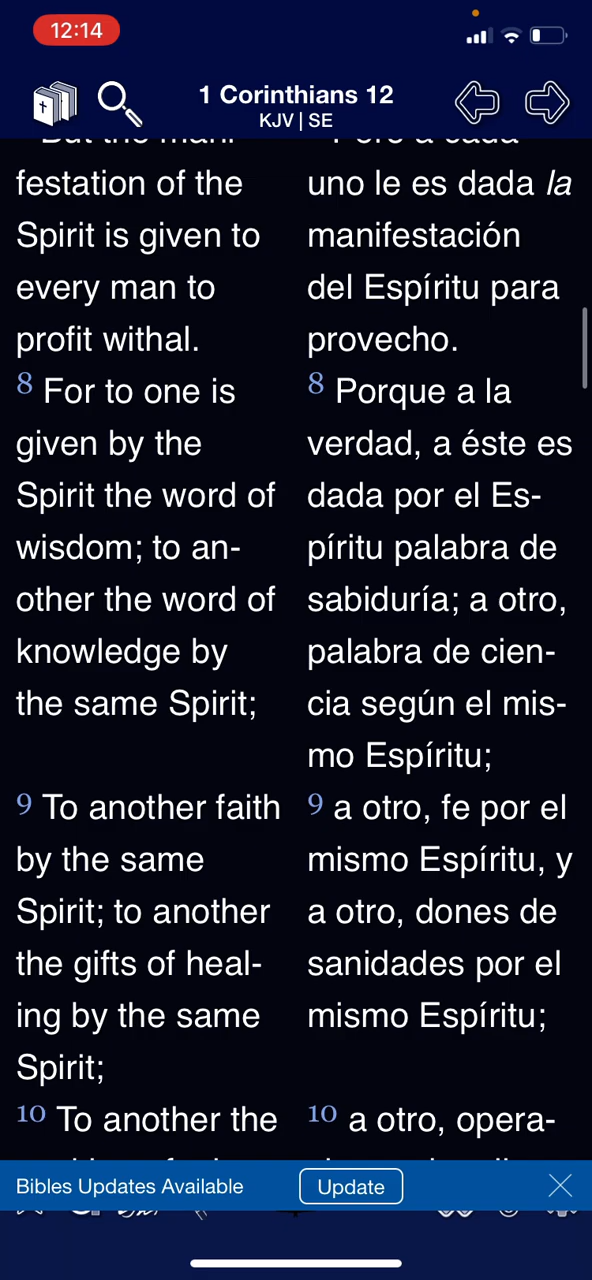 12:14
1 Corinthians 12
KJV | SE
But the mani-
festation of the
Spirit is given to
every man to
profit withal.
8 For to one is
given by the
Spirit the word of
wisdom; to an-
other the word of
knowledge by
the same Spirit;
9 To another faith
by the same
Spirit; to another
the gifts of heal-
ing by the same
Spirit;
10 To another the
Pero a cada
uno le es dada la
manifestación
del Espíritu para
provecho.
8 Porque a la
verdad, a éste es
dada por el Es-
píritu palabra de
sabiduría; a otro,
palabra de cien-
cia según el mis-
mo Espíritu;
9 a otro, fe por el
mismo Espíritu, y
a otro, dones de
sanidades por el
mismo Espíritu;
10 a otro, opera-
Bibles Updates Available
Update